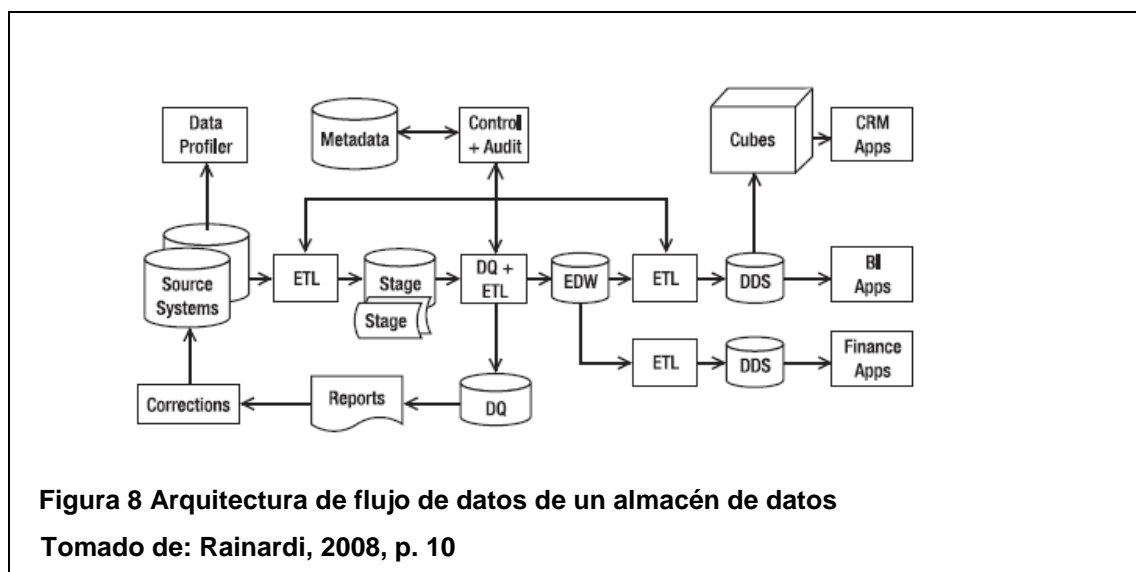 Data
Profiler
Metadata
Control
+ Audit
Cubes
CRM
Apps
Source
Systems
ETL
Stage
Stage
DQ +
ETL
EDW
ETL
DDS
BI
Apps
ETL
DDS
Finance
Apps
Corrections
Reports
DQ
Figura 8 Arquitectura de flujo de datos de un almacén de datos
Tomado de: Rainardi, 2008, p. 10